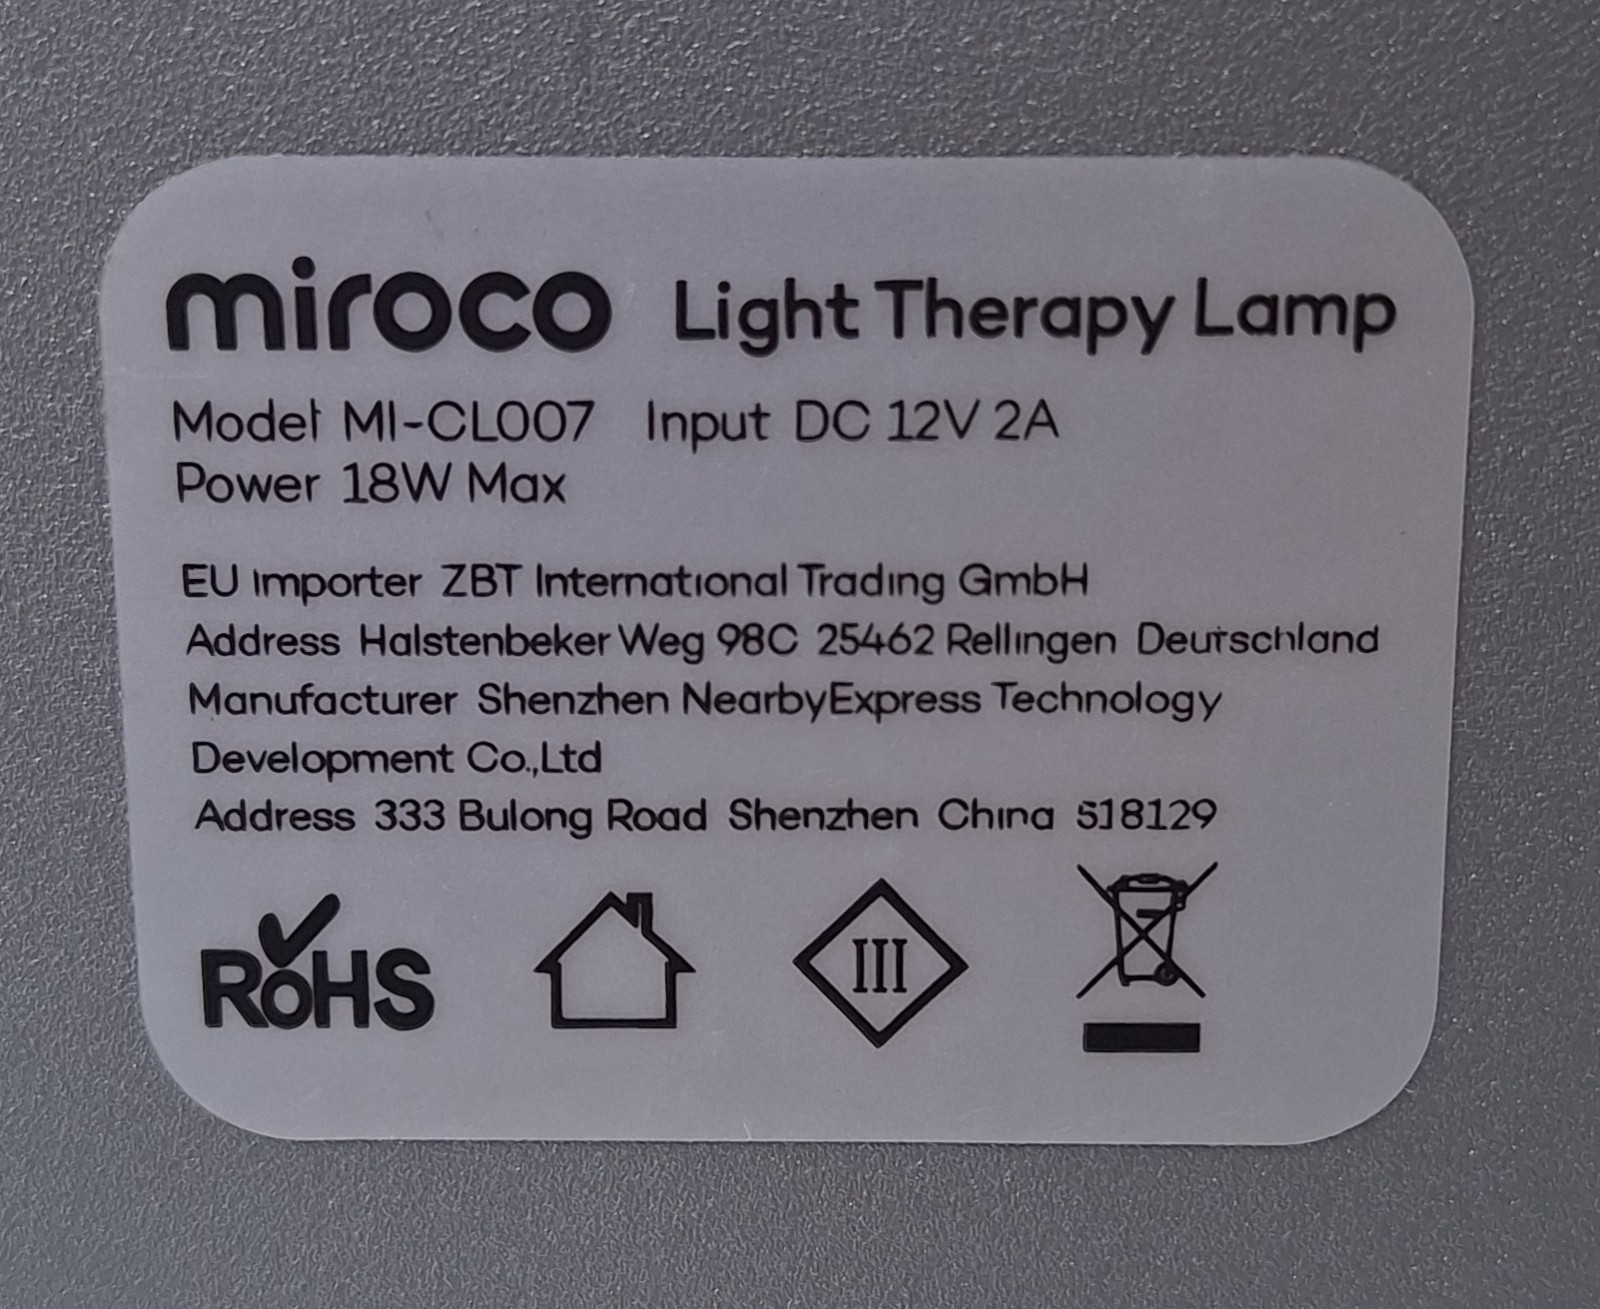 miroco Light Therapy Lamp
Model MI-CL007 Input DC 12V 2A
Power 18W Max
EU Importer ZBT International Trading GmbH
Address Halstenbeker Weg 98C 25462 Rellingen Deutschland
Manufacturer Shenzhen NearbyExpress Technology
Development Co.,Ltd
Address 333 Bulong Road Shenzhen China 518129
RoHS
III